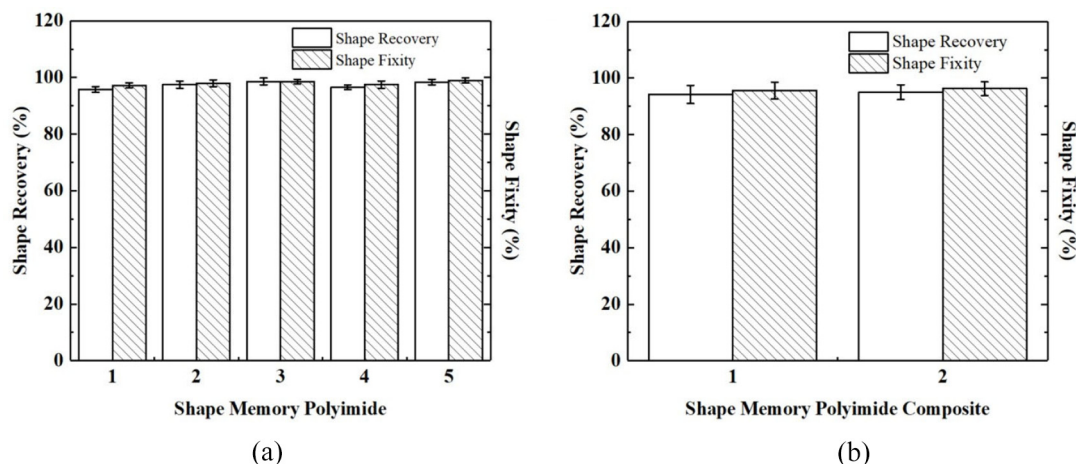 120
100
80
60
40
20
0
Shape Recovery (%)
Shape Fixity (%)
Shape Recovery
Shape Fixity
1 2 3 4 5
Shape Memory Polyimide
(a)
120
100
80
60
40
20
0
Shape Recovery (%)
Shape Fixity (%)
Shape Recovery
Shape Fixity
1 2
Shape Memory Polyimide Composite
(b)